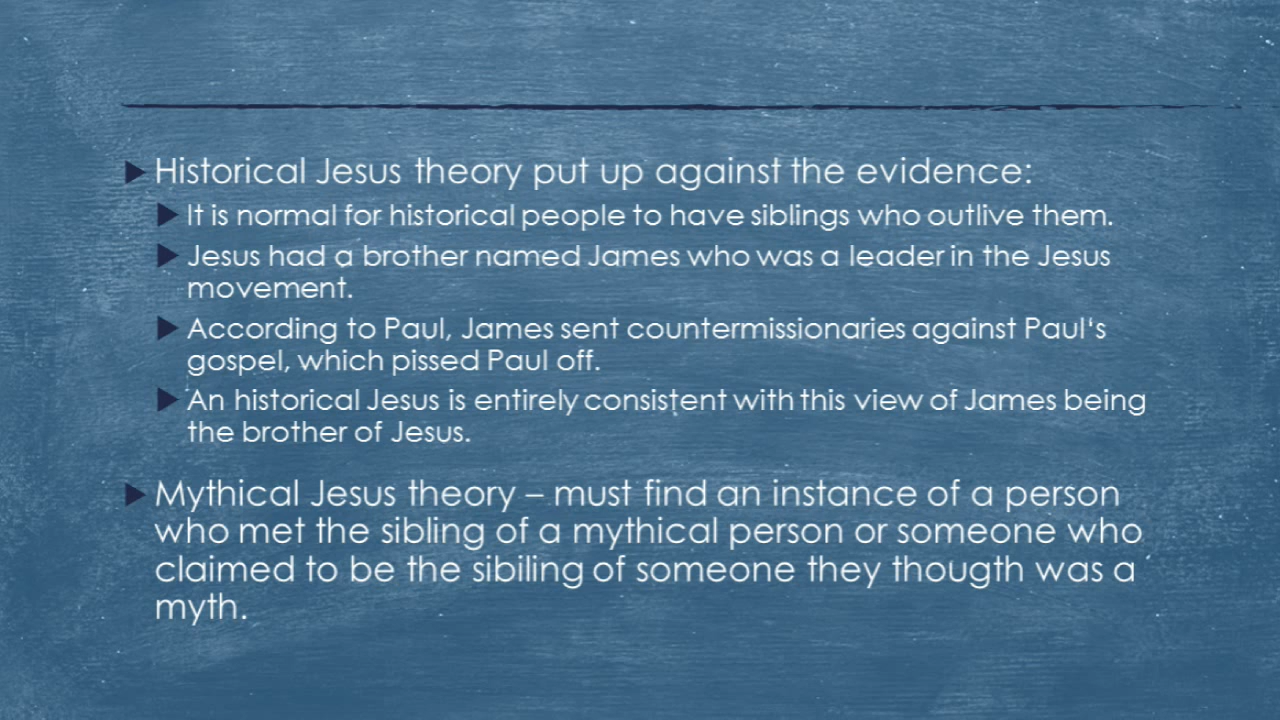 Historical Jesus theory put up against the evidence:
It is normal for historical people to have siblings who outlive them.
Jesus had a brother named James who was a leader in the Jesus
movement.
According to Paul, James sent countermissionaries against Paul's
gospel, which pissed Paul off.
An historical Jesus is entirely consistent with this view of James being
the brother of Jesus.
Mythical Jesus theory – must find an instance of a person
who met the sibling of a mythical person or someone who
claimed to be the sibiling of someone they thougth was a
myth.